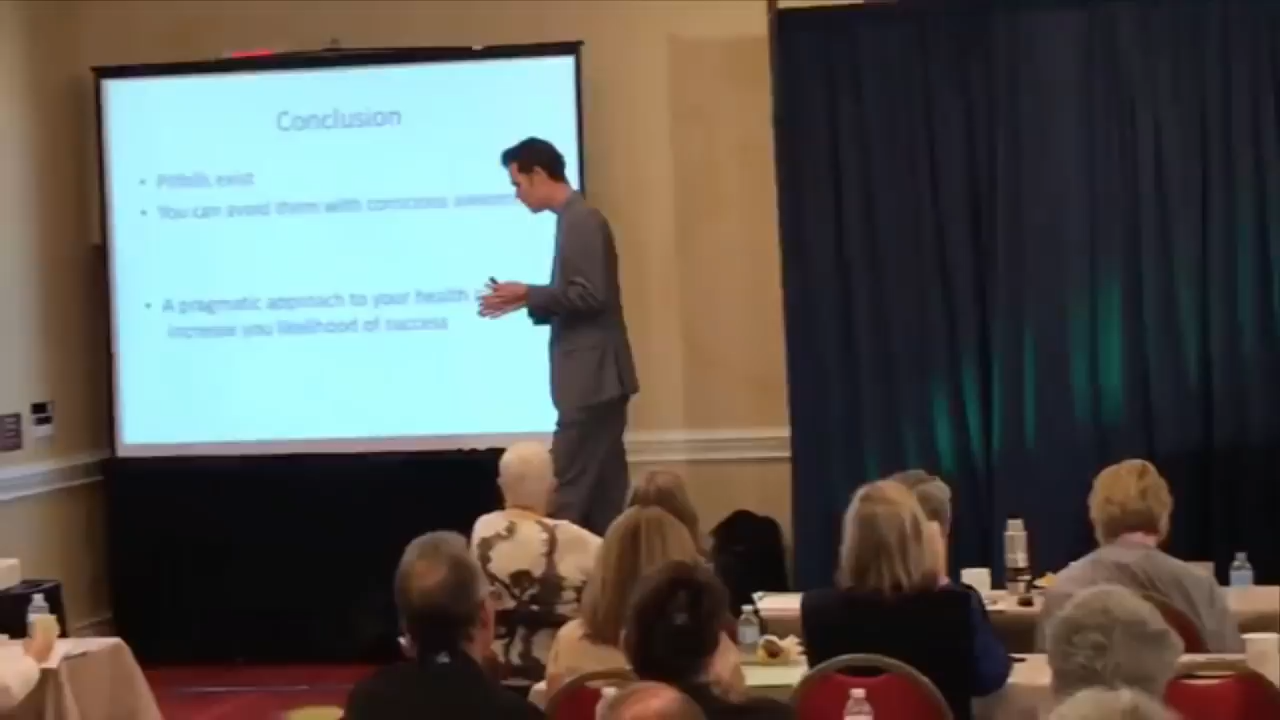 Conclusion
• Pitfalls exist
• You can avoid them with conscious
• A pragmatic approach to your health
increase you likelihood of success